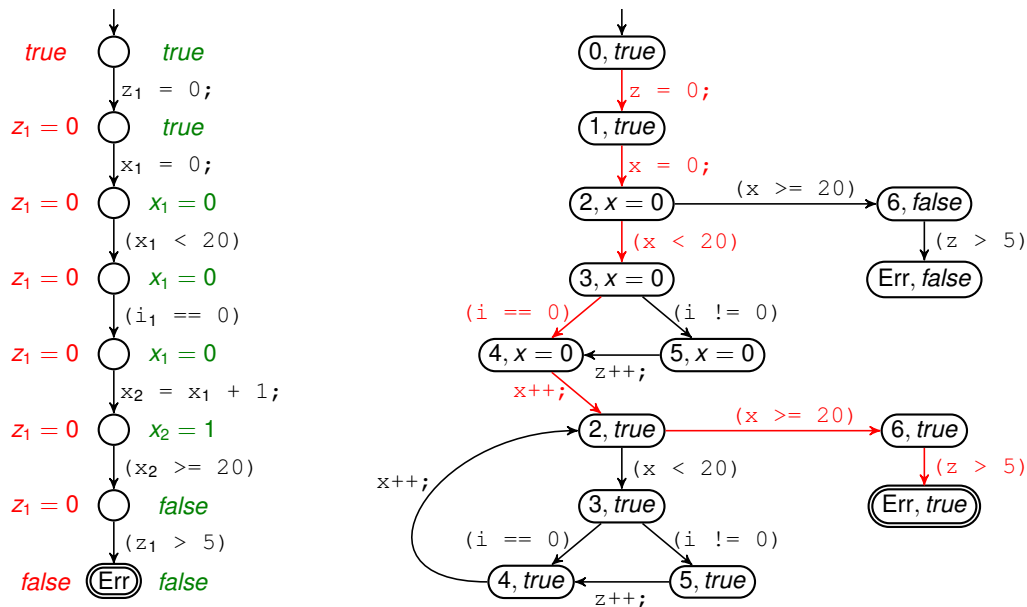 true true
z₁ = 0;
z₁ = 0 true
x₁ = 0;
z₁ = 0 x₁ = 0
(x₁ < 20)
z₁ = 0 x₁ = 0
(i₁ == 0)
z₁ = 0 x₁ = 0
x₂ = x₁ + 1;
z₁ = 0 x₂ = 1
(x₂ >= 20)
z₁ = 0 false
(z₁ > 5)
false Err false
0, true
z = 0;
1, true
x = 0;
2, x = 0 (x >= 20) 6, false
(x < 20) (z > 5)
3, x = 0 Err, false
(i == 0) (i != 0)
4, x = 0 z++; 5, x = 0
x++;
2, true (x >= 20) 6, true
x++; (x < 20) (z > 5)
3, true Err, true
(i == 0) (i != 0)
4, true z++; 5, true